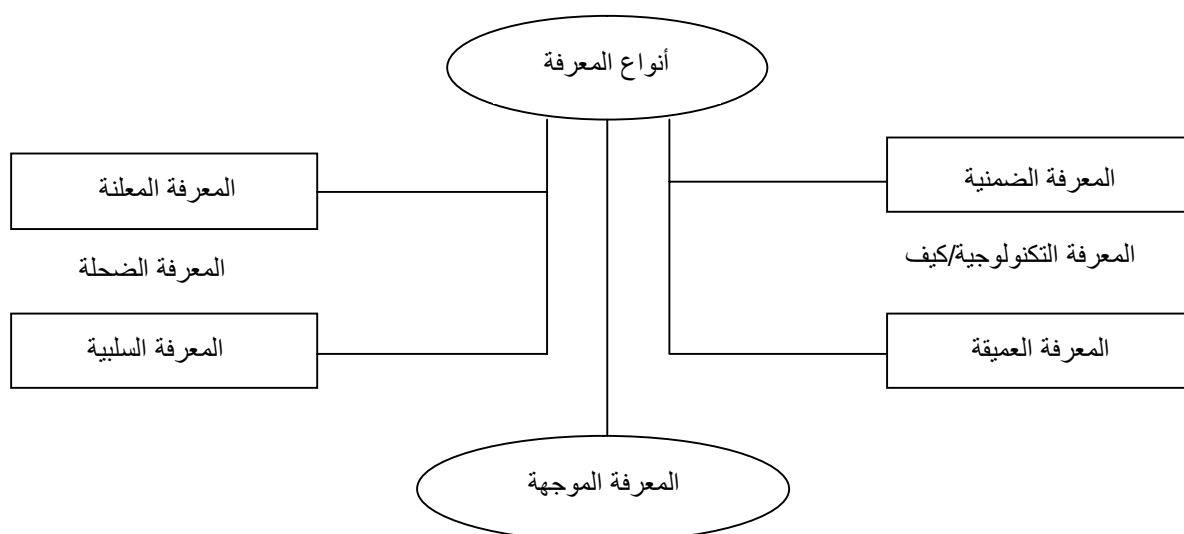 أنواع المعرفة
المعرفة الضمنية
المعرفة المعلنة
المعرفة التكنولوجية/كيف
المعرفة الضحلة
المعرفة العميقة
المعرفة السلبية
المعرفة الموجهة